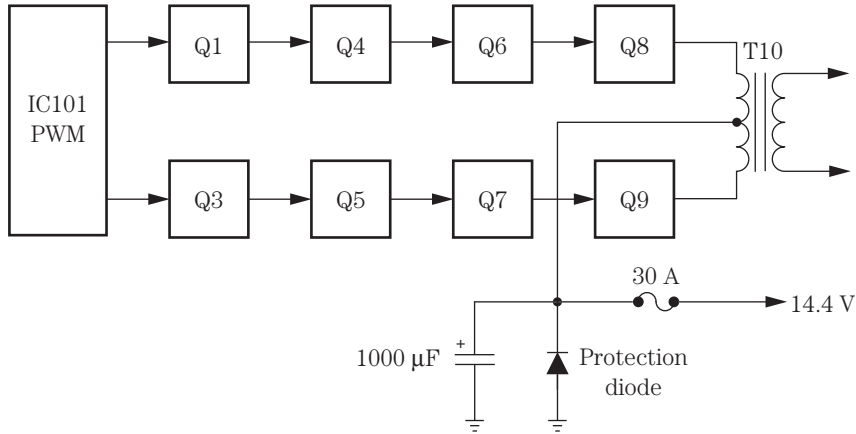 IC101
PWM
Q1
Q4
Q6
Q8
T10
Q3
Q5
Q7
Q9
30 A
14.4 V
+
1000 µF
Protection
diode